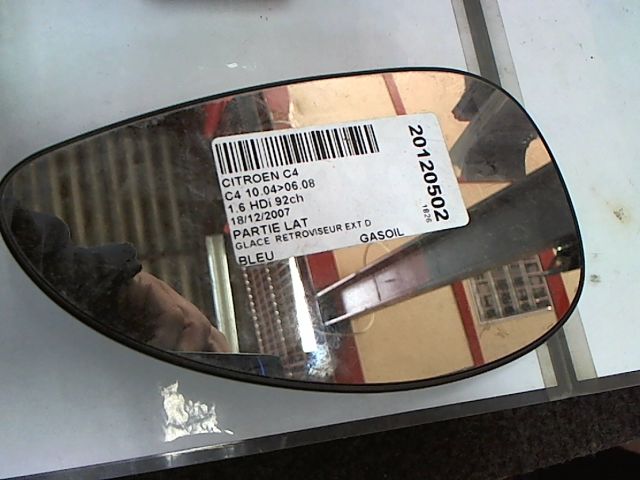 CITROEN C4
C4 10.04>06.08
1.6 HDi 92ch
18/12/2007
PARTIE LAT
GLACE RETROVISEUR EXT D
GASOIL
BLEU
20120502
1826